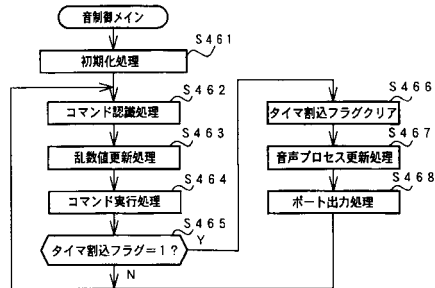 音制御メイン
S461
初期化処理
S462
コマンド認識処理
S463
乱数値更新処理
S464
コマンド実行処理
S465
タイマ割込フラグ=1?
Y
N
S466
タイマ割込フラグクリア
S467
音声プロセス更新処理
S468
ポート出力処理